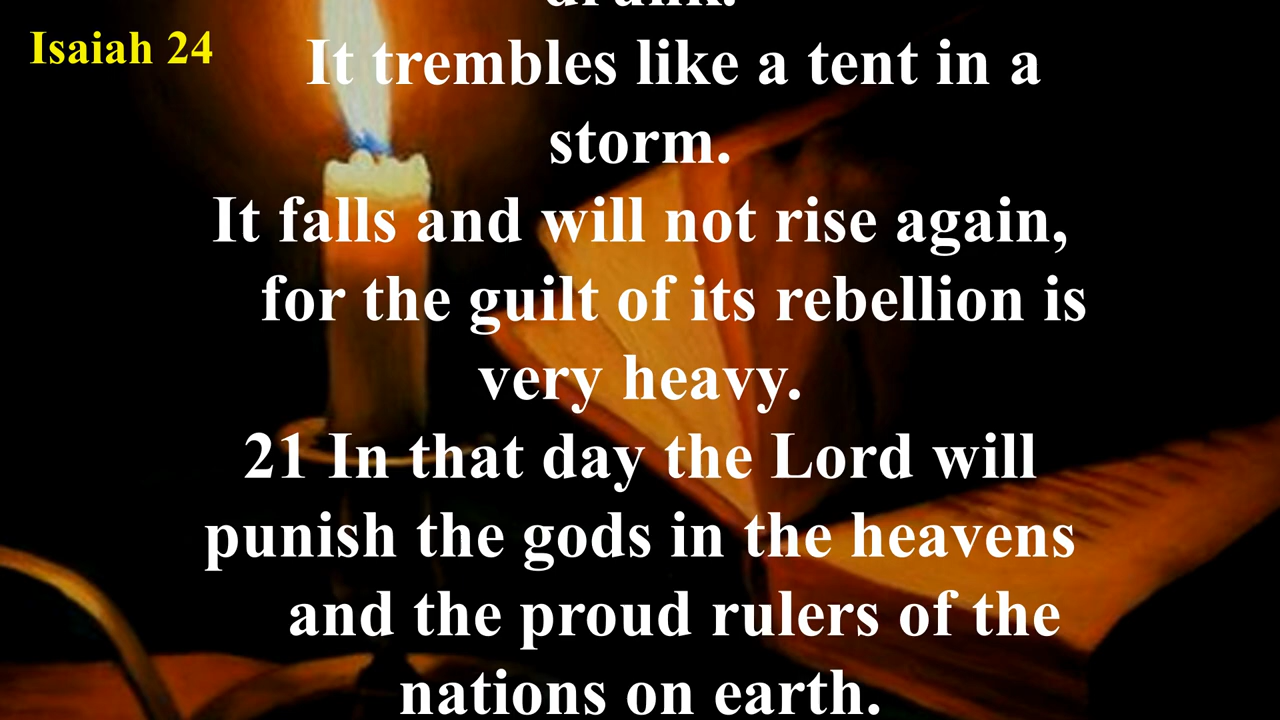 drunk.
Isaiah 24
It trembles like a tent in a
storm.
It falls and will not rise again,
for the guilt of its rebellion is
very heavy.
21 In that day the Lord will
punish the gods in the heavens
and the proud rulers of the
nations on earth.